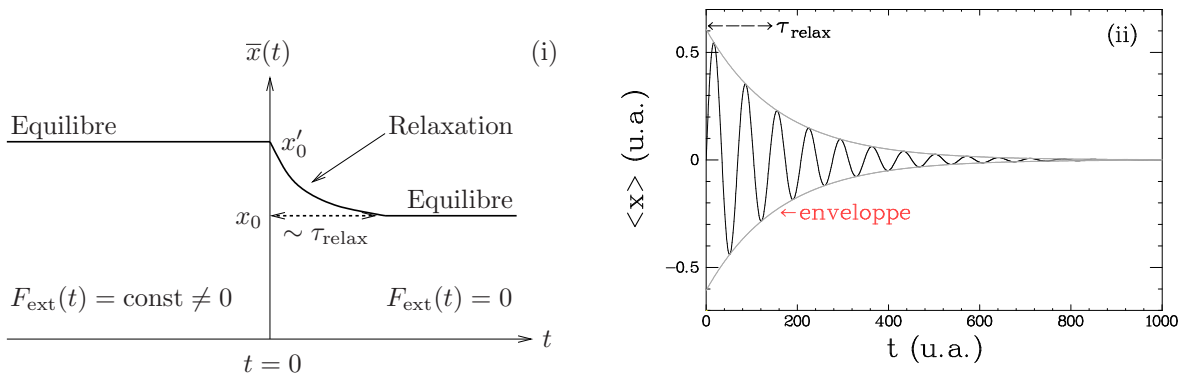 x̅(t)
(i)
Equilibre
x′₀
Relaxation
Equilibre
x₀
∼ τrelax
Fext(t) = const ≠ 0
Fext(t) = 0
t
t = 0
τrelax
(ii)
0.5
0
−0.5
<x> (u.a.)
←enveloppe
0
200
400
600
800
1000
t (u.a.)